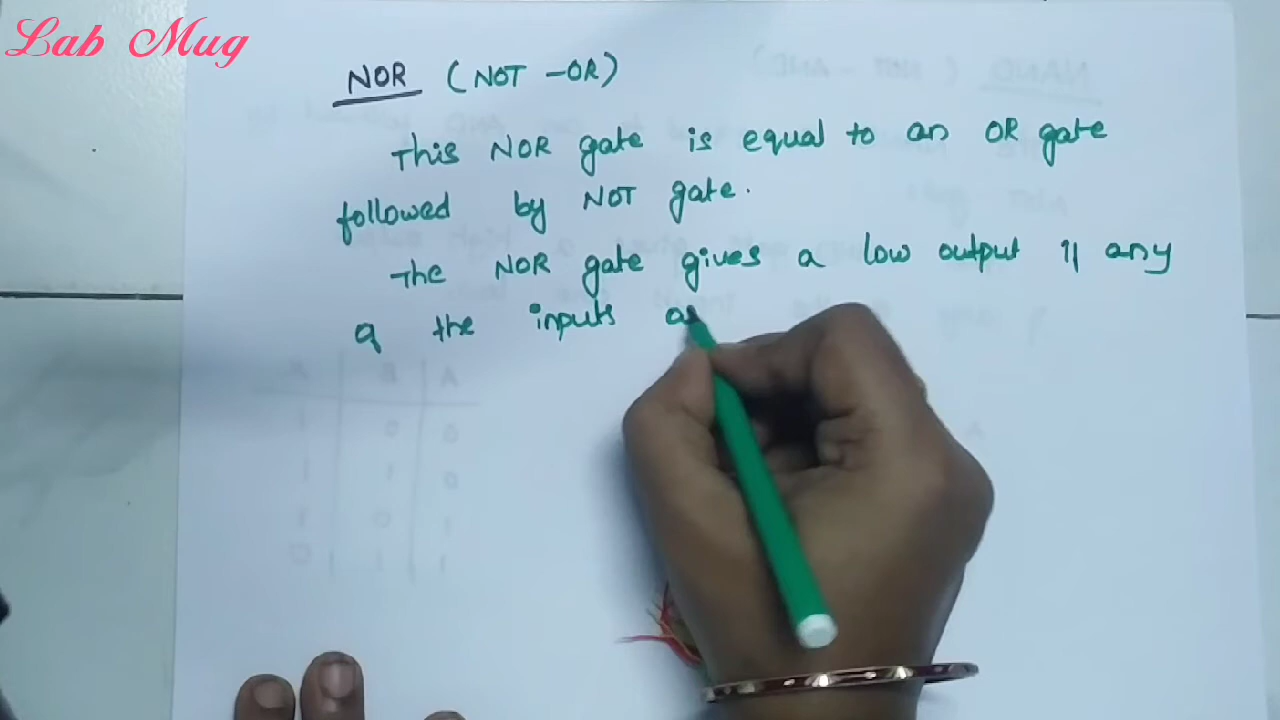 Lab Mug
NOR (NOT -OR)
This NOR gate is equal to an OR gate
followed by NOT gate.
The NOR gate gives a low output if any
of the inputs